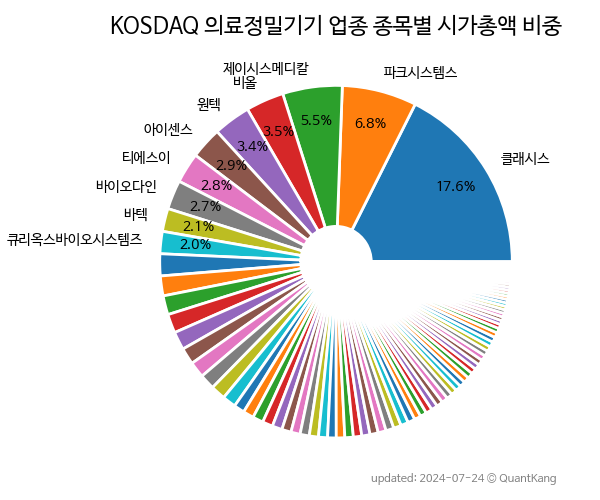 KOSDAQ 의료정밀기기 업종 종목별 시가총액 비중
클래시스
17.6%
파크시스템스
6.8%
제이시스메디칼
5.5%
비올
3.5%
원텍
3.4%
아이센스
2.9%
티에스이
2.8%
바이오다인
2.7%
바텍
2.1%
큐리옥스바이오시스템즈
2.0%
updated: 2024-07-24 © QuantKang